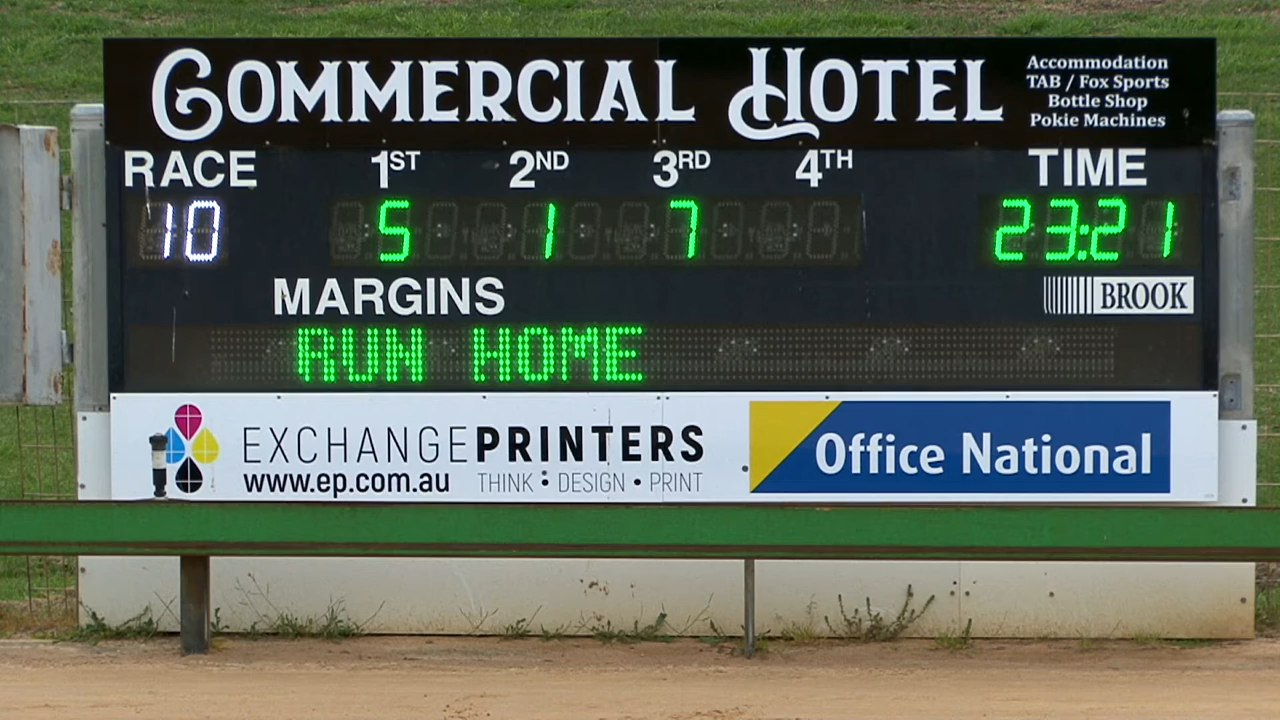 COMMERCIAL HOTEL
Accommodation
TAB / Fox Sports
Bottle Shop
Pokie Machines
RACE 1ST 2ND 3RD 4TH TIME
10 5 1 7 23:21
MARGINS
BROOK
RUN HOME
EXCHANGEPRINTERS
www.ep.com.au THINK • DESIGN • PRINT
Office National